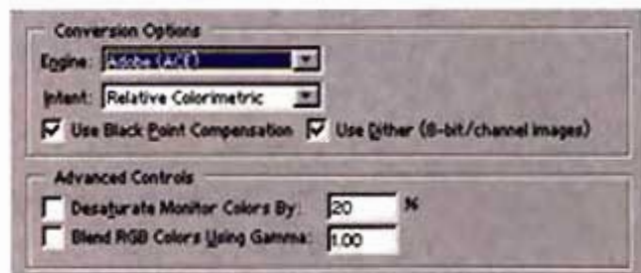 Conversion Options
Engine: Adobe (ACE)
Intent: Relative Colorimetric
Use Black Point Compensation Use Dither (8-bit/channel images)
Advanced Controls
Desaturate Monitor Colors By: 20 %
Blend RGB Colors Using Gamma: 1.00